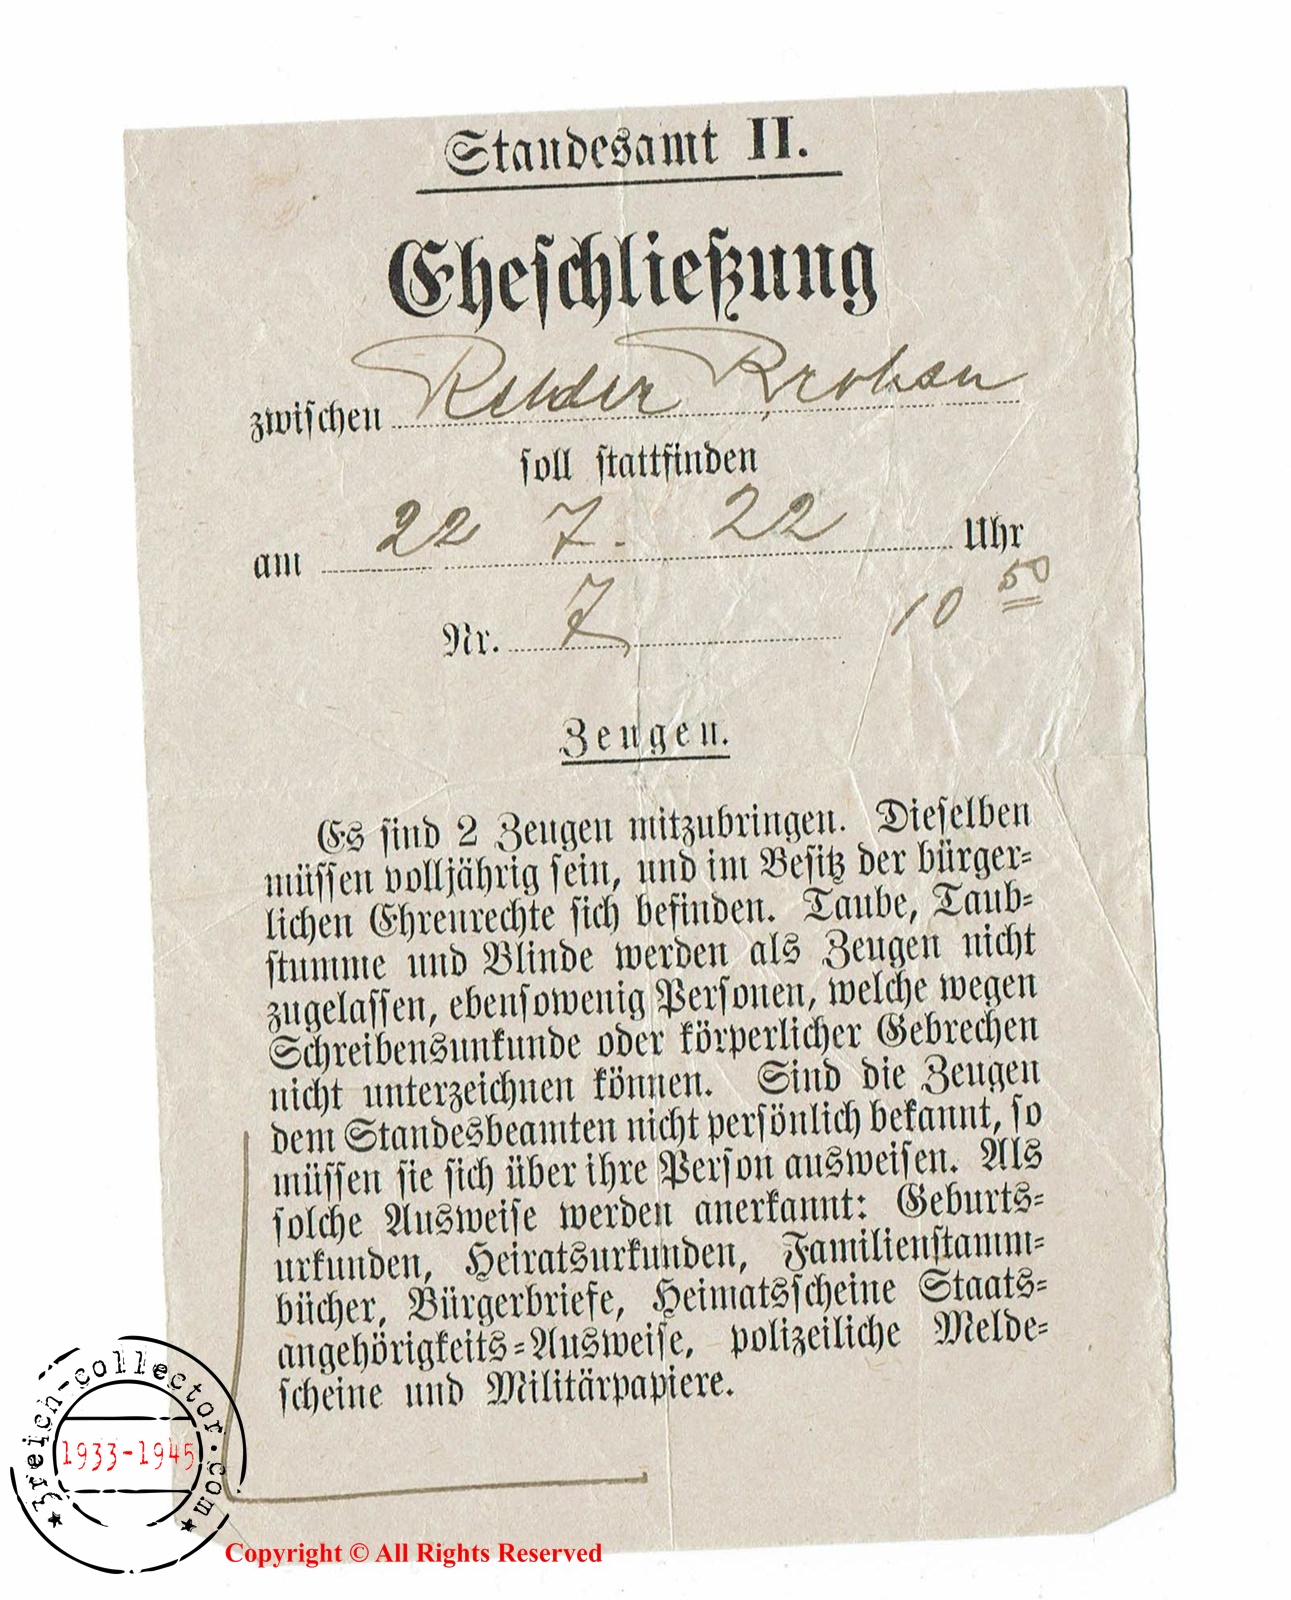 Standesamt II.
Eheschließung
zwischen
soll stattfinden
am 22 7. 22 Uhr
Nr. 7 10 50
Zeugen.
Es sind 2 Zeugen mitzubringen. Dieselben
müssen volljährig sein, und im Besitz der bürger-
lichen Ehrenrechte sich befinden. Taube, Taub-
stumme und Blinde werden als Zeugen nicht
zugelassen, ebensowenig Personen, welche wegen
Schreibensunkunde oder körperlicher Gebrechen
nicht unterzeichnen können. Sind die Zeugen
dem Standesbeamten nicht persönlich bekannt, so
müssen sie sich über ihre Person ausweisen. Als
solche Ausweise werden anerkannt: Geburts-
urkunden, Heiratsurkunden, Familienstamm-
bücher, Bürgerbriefe, Heimatsscheine Staats-
angehörigkeits-Ausweise, polizeiliche Melde-
scheine und Militärpapiere.
3reich-collector.com
1933-1945
Copyright © All Rights Reserved